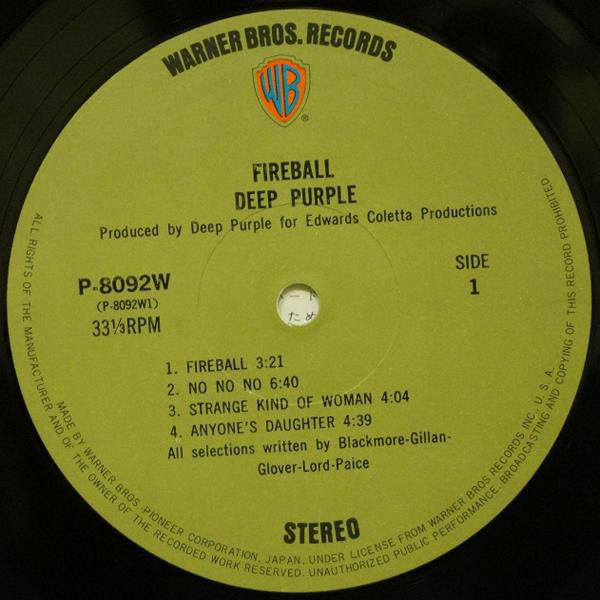 WARNER BROS. RECORDS
WB
®
FIREBALL
DEEP PURPLE
Produced by Deep Purple for Edwards Coletta Productions
P-8092W
(P-8092W1)
33⅓RPM
SIDE
1
ート
ため
1. FIREBALL 3:21
2. NO NO NO 6:40
3. STRANGE KIND OF WOMAN 4:04
4. ANYONE'S DAUGHTER 4:39
All selections written by Blackmore-Gillan-
Glover-Lord-Paice
STEREO
MADE BY WARNER BROS. PIONEER CORPORATION, JAPAN, UNDER LICENSE FROM WARNER BROS RECORDS INC., U. S. A.
ALL RIGHTS OF THE MANUFACTURER AND OF THE OWNER OF THE RECORDED WORK RESERVED. UNAUTHORIZED PUBLIC PERFORMANCE, BROADCASTING AND COPYING OF THIS RECORD PROHIBITED.